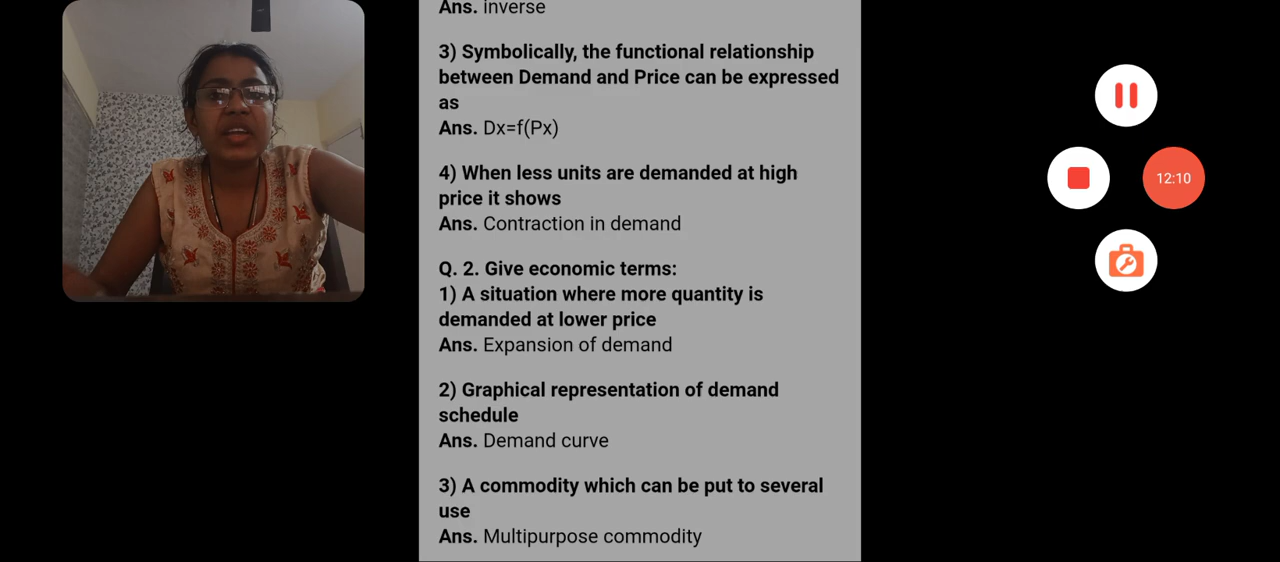 Ans. inverse
3) Symbolically, the functional relationship
between Demand and Price can be expressed
as
Ans. Dx=f(Px)
4) When less units are demanded at high
price it shows
Ans. Contraction in demand
Q. 2. Give economic terms:
1) A situation where more quantity is
demanded at lower price
Ans. Expansion of demand
2) Graphical representation of demand
schedule
Ans. Demand curve
3) A commodity which can be put to several
use
Ans. Multipurpose commodity
12:10